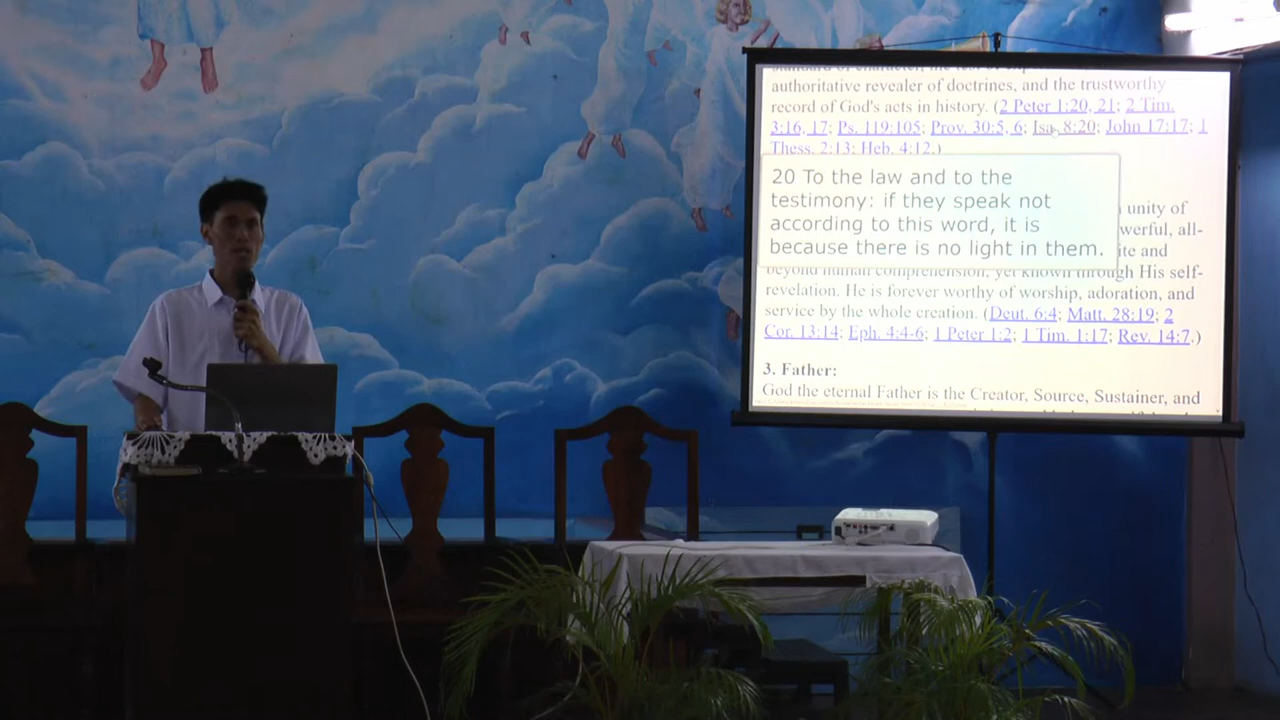 authoritative revealer of doctrines, and the trustworthy
record of God's acts in history. (2 Peter 1:20, 21; 2 Tim.
3:16, 17; Ps. 119:105; Prov. 30:5, 6; Isa. 8:20; John 17:17; 1
Thess. 2:13; Heb. 4:12.)
20 To the law and to the
testimony: if they speak not
according to this word, it is
because there is no light in them.
unity of
werful, all-
ite and
beyond human comprehension, yet known through His self-
revelation. He is forever worthy of worship, adoration, and
service by the whole creation. (Deut. 6:4; Matt. 28:19; 2
Cor. 13:14; Eph. 4:4-6; 1 Peter 1:2; 1 Tim. 1:17; Rev. 14:7.)
3. Father:
God the eternal Father is the Creator, Source, Sustainer, and